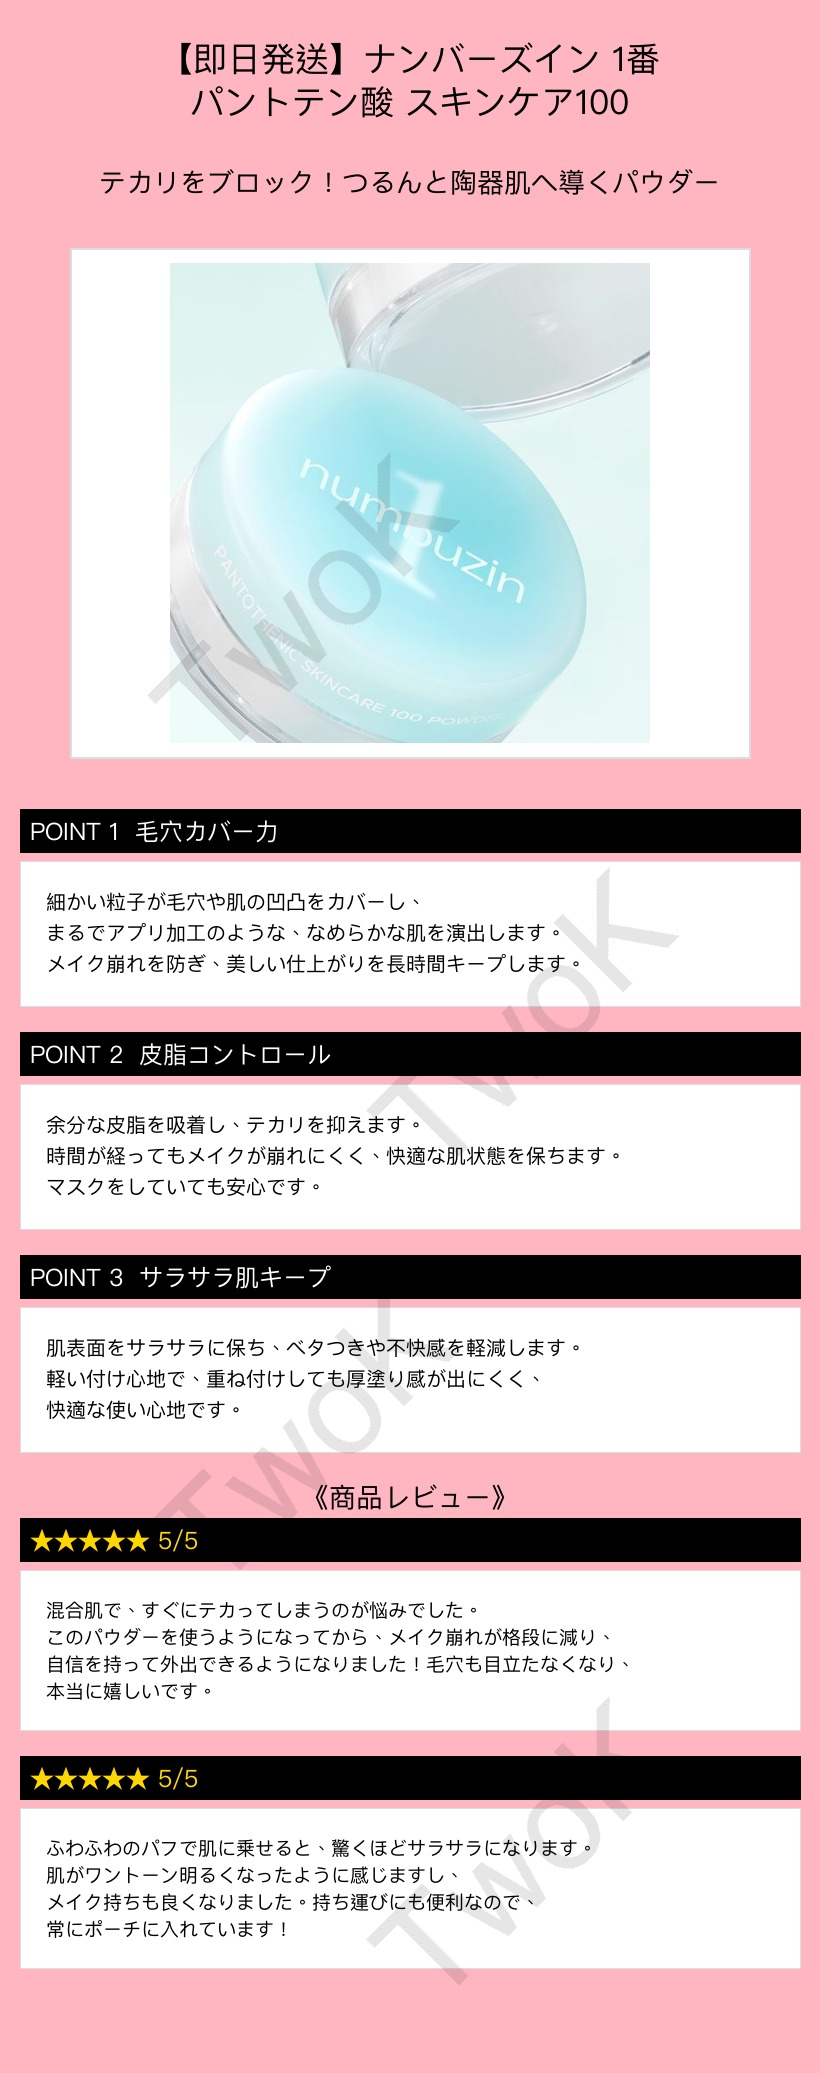 【即日発送】ナンバーズイン 1番
パントテン酸 スキンケア100
テカリをブロック！つるんと陶器肌へ導くパウダー
numbuzin
1
PANTOTHENIC SKINCARE 100 POWDER
TwoK
POINT 1 毛穴カバー力
細かい粒子が毛穴や肌の凹凸をカバーし、
まるでアプリ加工のような、なめらかな肌を演出します。
メイク崩れを防ぎ、美しい仕上がりを長時間キープします。
TwoK
POINT 2 皮脂コントロール
余分な皮脂を吸着し、テカリを抑えます。
時間が経ってもメイクが崩れにくく、快適な肌状態を保ちます。
マスクをしていても安心です。
POINT 3 サラサラ肌キープ
肌表面をサラサラに保ち、ベタつきや不快感を軽減します。
軽い付け心地で、重ね付けしても厚塗り感が出にくく、
快適な使い心地です。
TwoK
《商品レビュー》
★★★★★ 5/5
混合肌で、すぐにテカってしまうのが悩みでした。
このパウダーを使うようになってから、メイク崩れが格段に減り、
自信を持って外出できるようになりました！毛穴も目立たなくなり、
本当に嬉しいです。
★★★★★ 5/5
ふわふわのパフで肌に乗せると、驚くほどサラサラになります。
肌がワントーン明るくなったように感じますし、
メイク持ちも良くなりました。持ち運びにも便利なので、
常にポーチに入れています！
TwoK